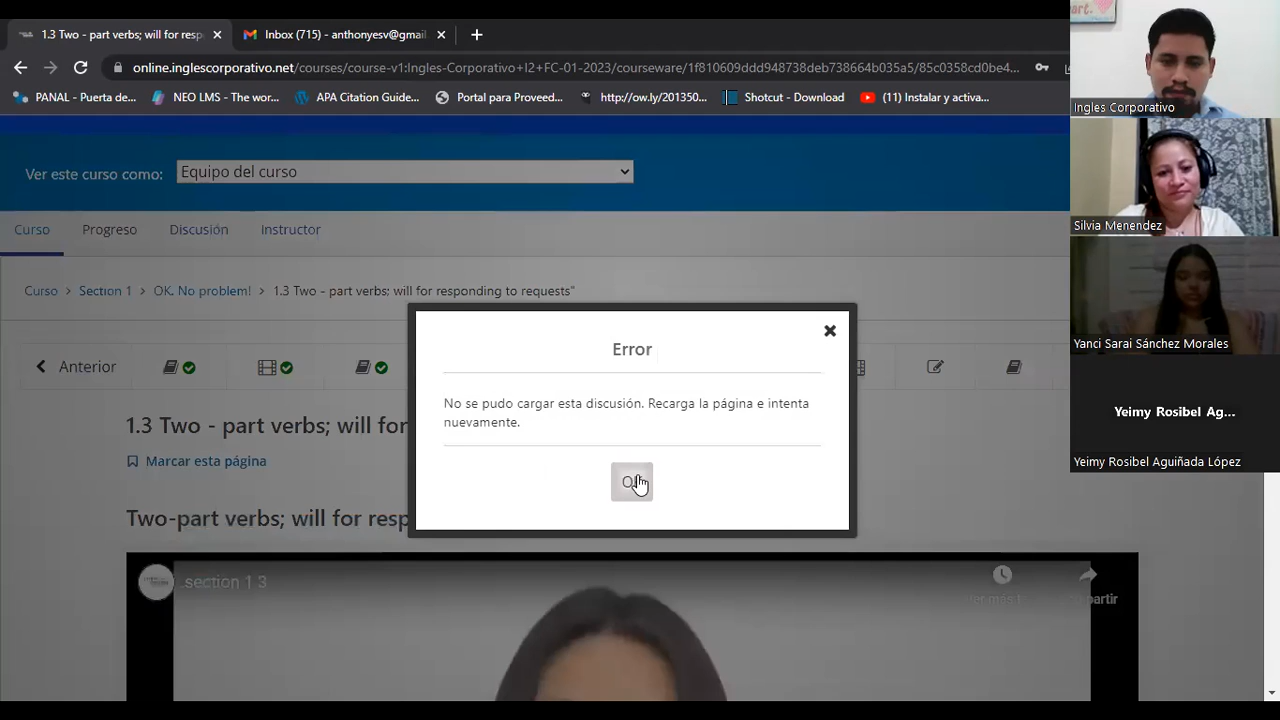 1.3 Two - part verbs; will for resp
Inbox (715) - anthonyesv@gmail.
online.inglescorporativo.net/courses/course-v1:Ingles-Corporativo+I2+FC-01-2023/courseware/1f810609ddd948738deb738664b035a5/85c0358cd0be4...
PANAL - Puerta de...
NEO LMS - The wor...
APA Citation Guide...
Posts para Proveed...
http://ow.ly/201350...
Shotcut - Download
(11) Instalar y activa...
Ver este curso como:
Equipo del curso
Curso
Progreso
Discusión
Instructor
Curso > Section 1 > OK. No problem! > 1.3 Two - part verbs; will for responding to requests"
Anterior
1.3 Two - part verbs; will for
Marcar esta página
Two-part verbs; will for resp
section 1 3
Error
No se pudo cargar esta discusión. Recarga la página e intenta
nuevamente.
Ingles Corporativo
Silvia Menendez
Yanci Sarai Sánchez Morales
Yeimy Rosibel Ag...
Yeimy Rosibel Aguiñada López